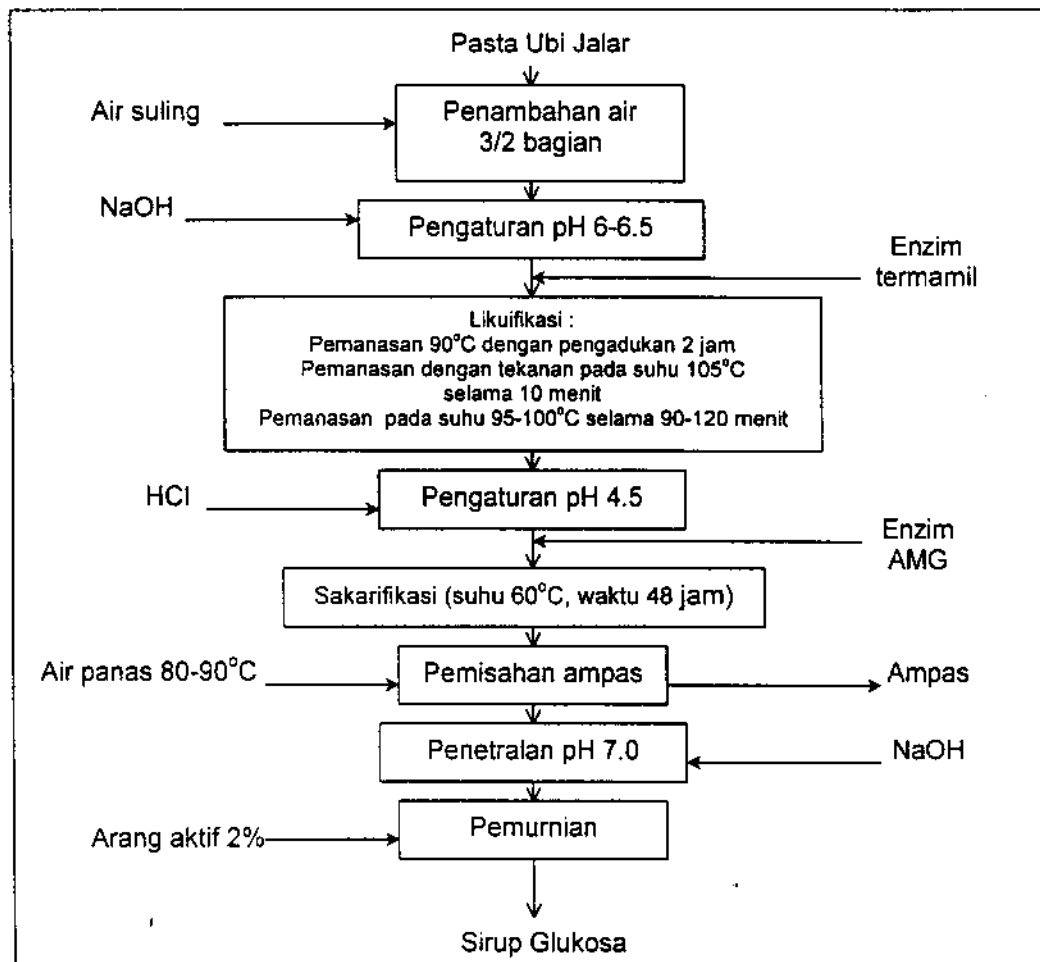 Pasta Ubi Jalar
Air suling
Penambahan air
3/2 bagian
NaOH
Pengaturan pH 6-6.5
Enzim
termamil
Likuifikasi :
Pemanasan 90°C dengan pengadukan 2 jam
Pemanasan dengan tekanan pada suhu 105°C
selama 10 menit
Pemanasan pada suhu 95-100°C selama 90-120 menit
HCl
Pengaturan pH 4.5
Enzim
AMG
Sakarifikasi (suhu 60°C, waktu 48 jam)
Air panas 80-90°C
Pemisahan ampas
Ampas
Penetralan pH 7.0
NaOH
Arang aktif 2%
Pemurnian
Sirup Glukosa